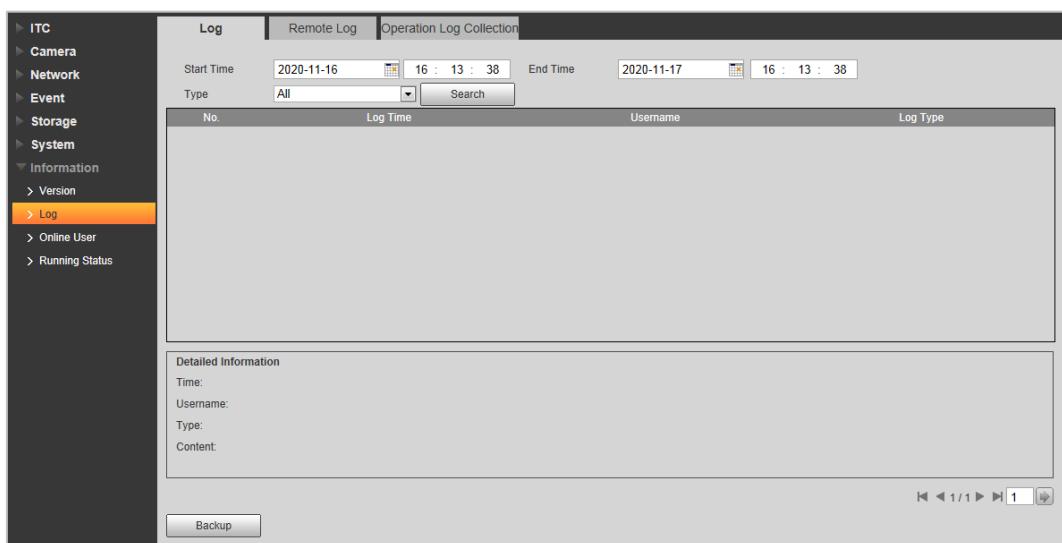 ITC
Camera
Network
Event
Storage
System
Information
Version
Log
Online User
Running Status
Log Remote Log Operation Log Collection
Start Time 2020-11-16 16 : 13 : 38 End Time 2020-11-17 16 : 13 : 38
Type All Search
No. Log Time Username Log Type
Detailed Information
Time:
Username:
Type:
Content:
1 / 1 1
Backup